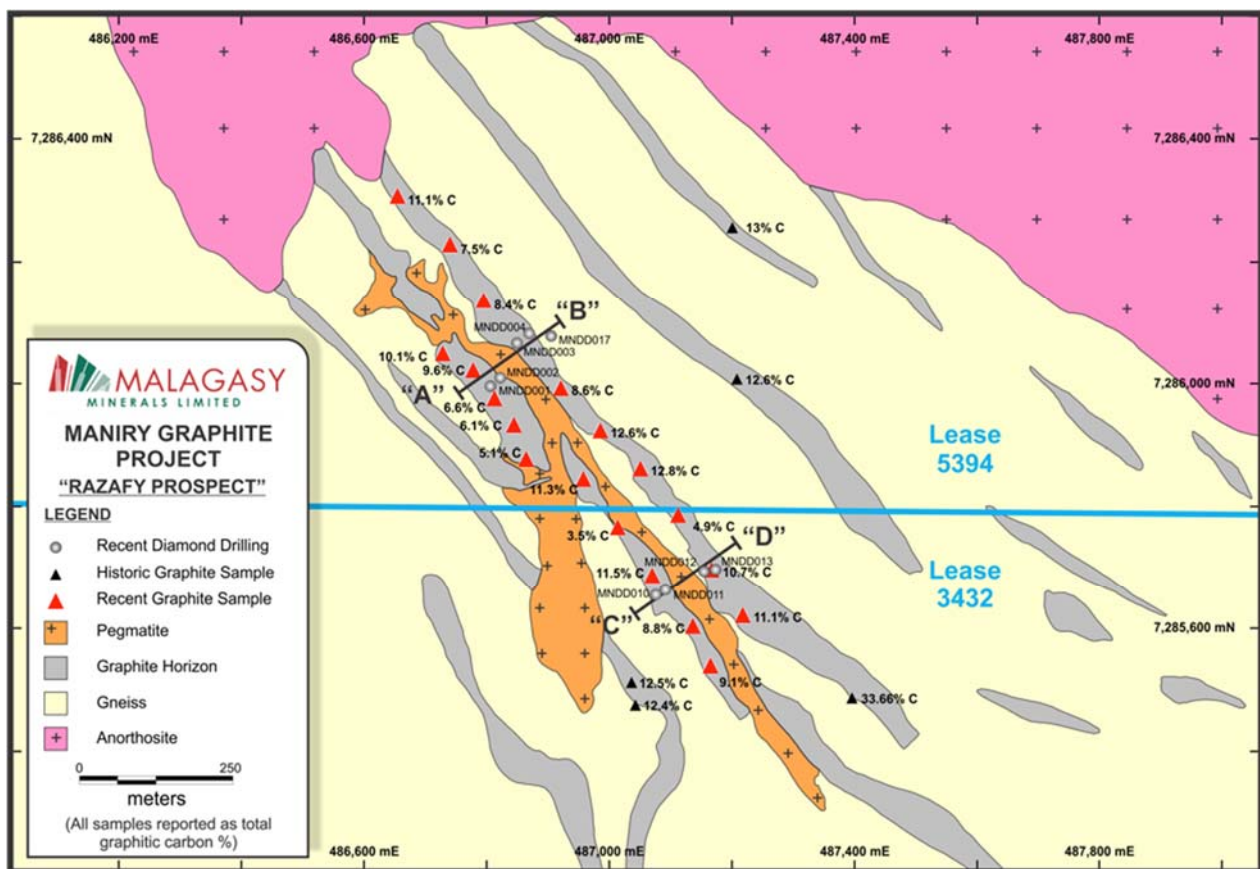 486,200 mE
486,600 mE
487,000 mE
487,400 mE
487,800 mE
7,286,400 mN
7,286,400 mN
11.1% C
13% C
7.5% C
8.4% C
“B”
MNDD004
MNDD017
MNDD003
10.1% C
9.6% C
MNDD002
12.6% C
7,286,000 mN
“A”
MNDD001
8.6% C
6.6% C
6.1% C
12.6% C
Lease
5394
5.1% C
12.8% C
11.3% C
4.9% C
3.5% C
“D”
MNDD012
MNDD013
11.5% C
10.7% C
Lease
3432
MNDD010
MNDD011
“C”
11.1% C
8.8% C
7,285,600 mN
9.1% C
12.5% C
33.66% C
12.4% C
486,600 mE
487,000 mE
487,400 mE
487,800 mE
MALAGASY
MINERALS LIMITED
MANIRY GRAPHITE
PROJECT
“RAZAFY PROSPECT”
LEGEND
Recent Diamond Drilling
Historic Graphite Sample
Recent Graphite Sample
Pegmatite
Graphite Horizon
Gneiss
Anorthosite
0
250
meters
(All samples reported as total
graphitic carbon %)